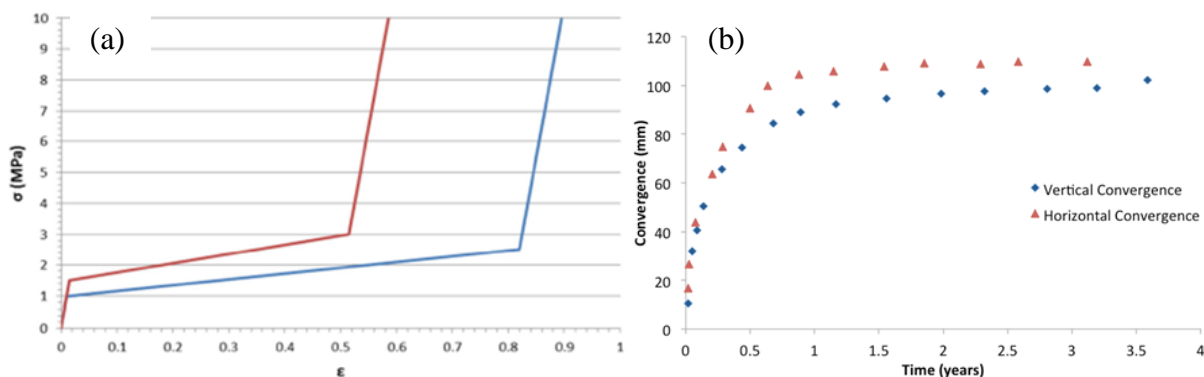 (a)
10
9
8
7
6
5
4
3
2
1
0
σ (MPa)
0 0.1 0.2 0.3 0.4 0.5 0.6 0.7 0.8 0.9 1
ε
(b)
120
100
80
60
40
20
0
Convergence (mm)
Vertical Convergence
Horizontal Convergence
0 0.5 1 1.5 2 2.5 3 3.5 4
Time (years)